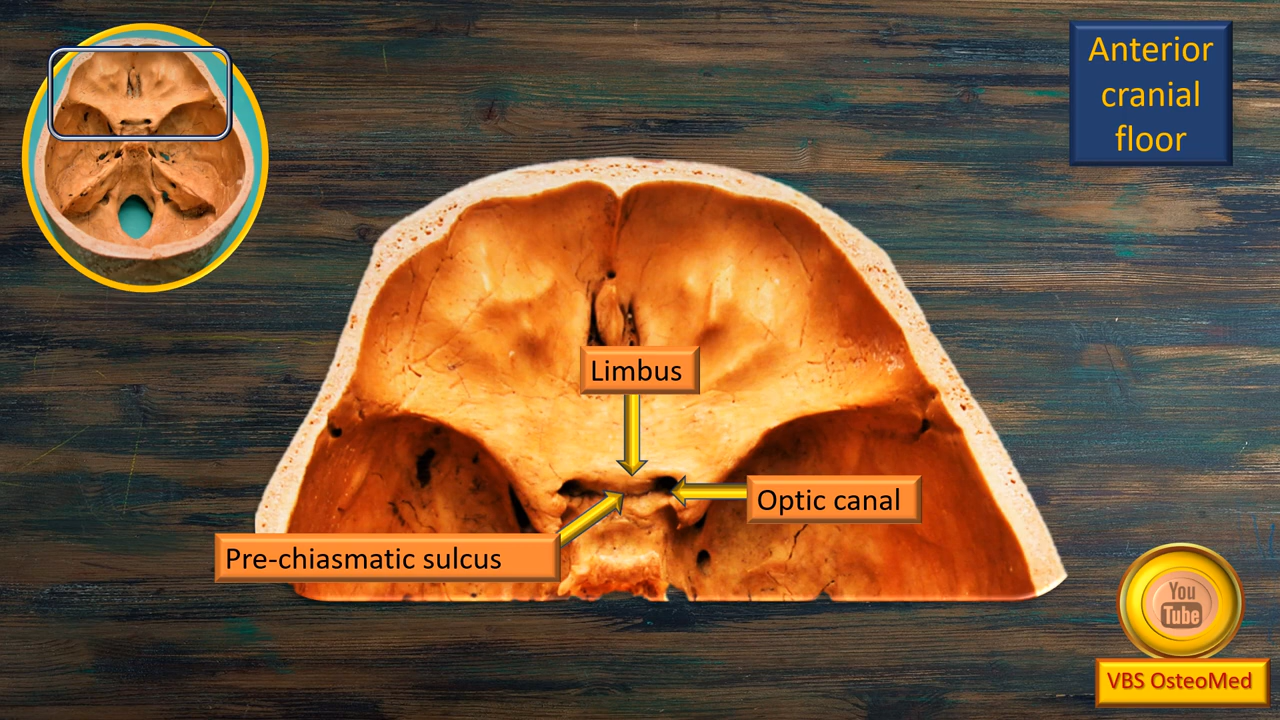 Anterior
cranial
floor
Limbus
Optic canal
Pre-chiasmatic sulcus
You
Tube
VBS OsteoMed